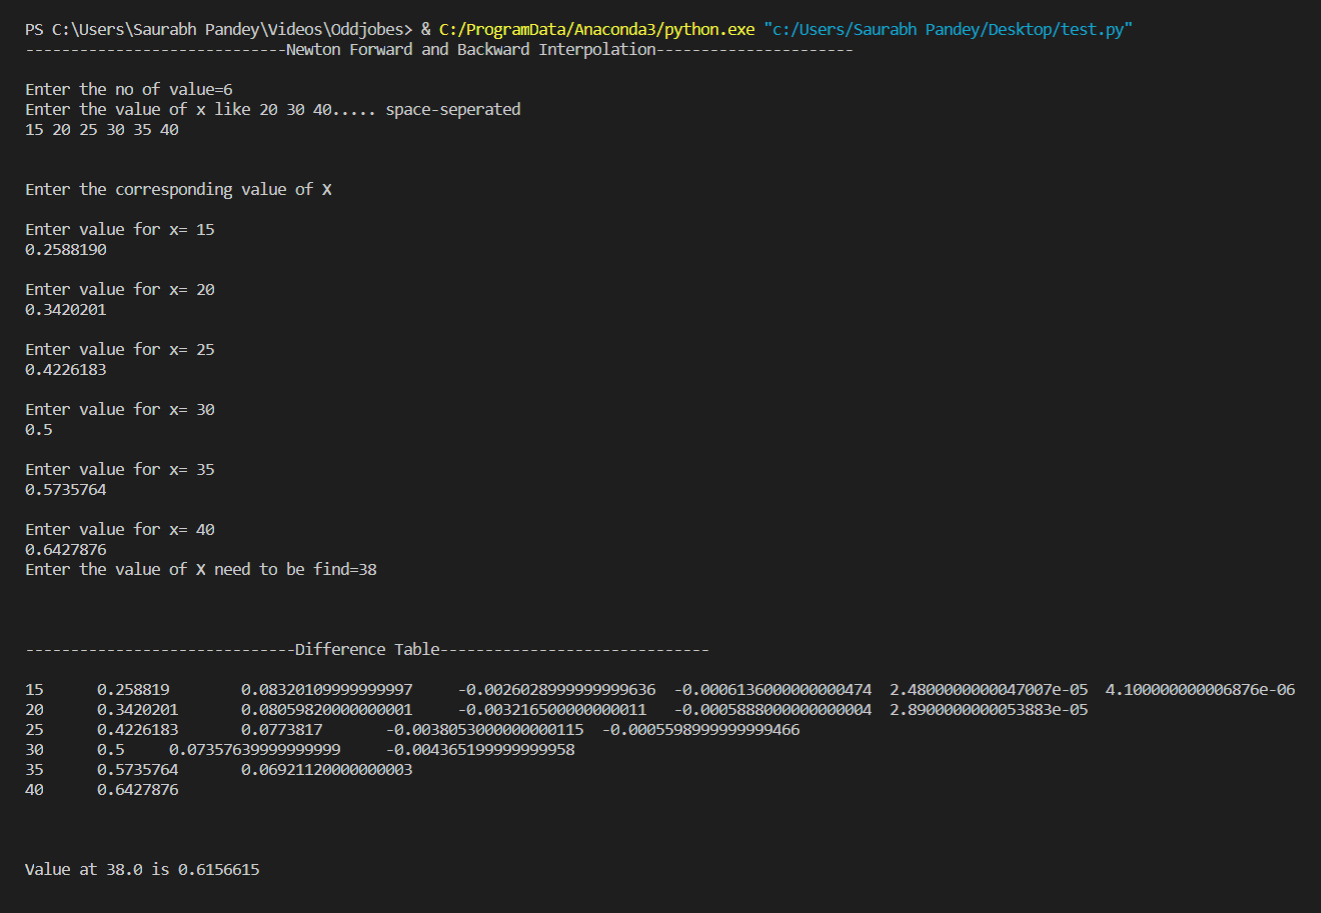 PS C:\Users\Saurabh Pandey\Videos\Oddjobes> & C:/ProgramData/Anaconda3/python.exe "c:/Users/Saurabh Pandey/Desktop/test.py"
-----------------------------Newton Forward and Backward Interpolation----------------------
Enter the no of value=6
Enter the value of x like 20 30 40..... space-seperated
15 20 25 30 35 40
Enter the corresponding value of X
Enter value for x= 15
0.2588190
Enter value for x= 20
0.3420201
Enter value for x= 25
0.4226183
Enter value for x= 30
0.5
Enter value for x= 35
0.5735764
Enter value for x= 40
0.6427876
Enter the value of X need to be find=38
------------------------------Difference Table------------------------------
15 0.258819 0.08320109999999997 -0.0026028999999999636 -0.0006136000000000474 2.4800000000047007e-05 4.100000000006876e-06
20 0.3420201 0.08059820000000001 -0.003216500000000011 -0.0005888000000000004 2.8900000000053883e-05
25 0.4226183 0.0773817 -0.0038053000000000115 -0.0005598999999999466
30 0.5 0.07357639999999999 -0.004365199999999958
35 0.5735764 0.06921120000000003
40 0.6427876
Value at 38.0 is 0.6156615